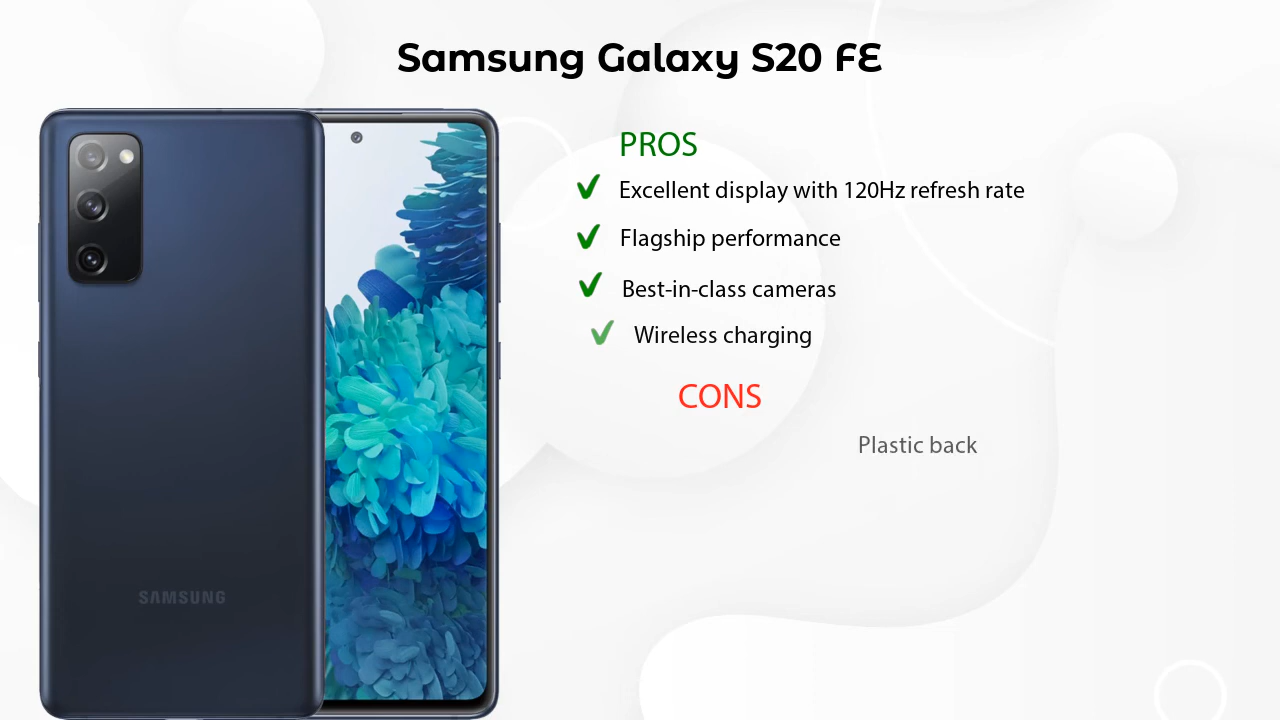 Samsung Galaxy S20 FE
PROS
Excellent display with 120Hz refresh rate
Flagship performance
Best-in-class cameras
Wireless charging
CONS
Plastic back
SAMSUNG